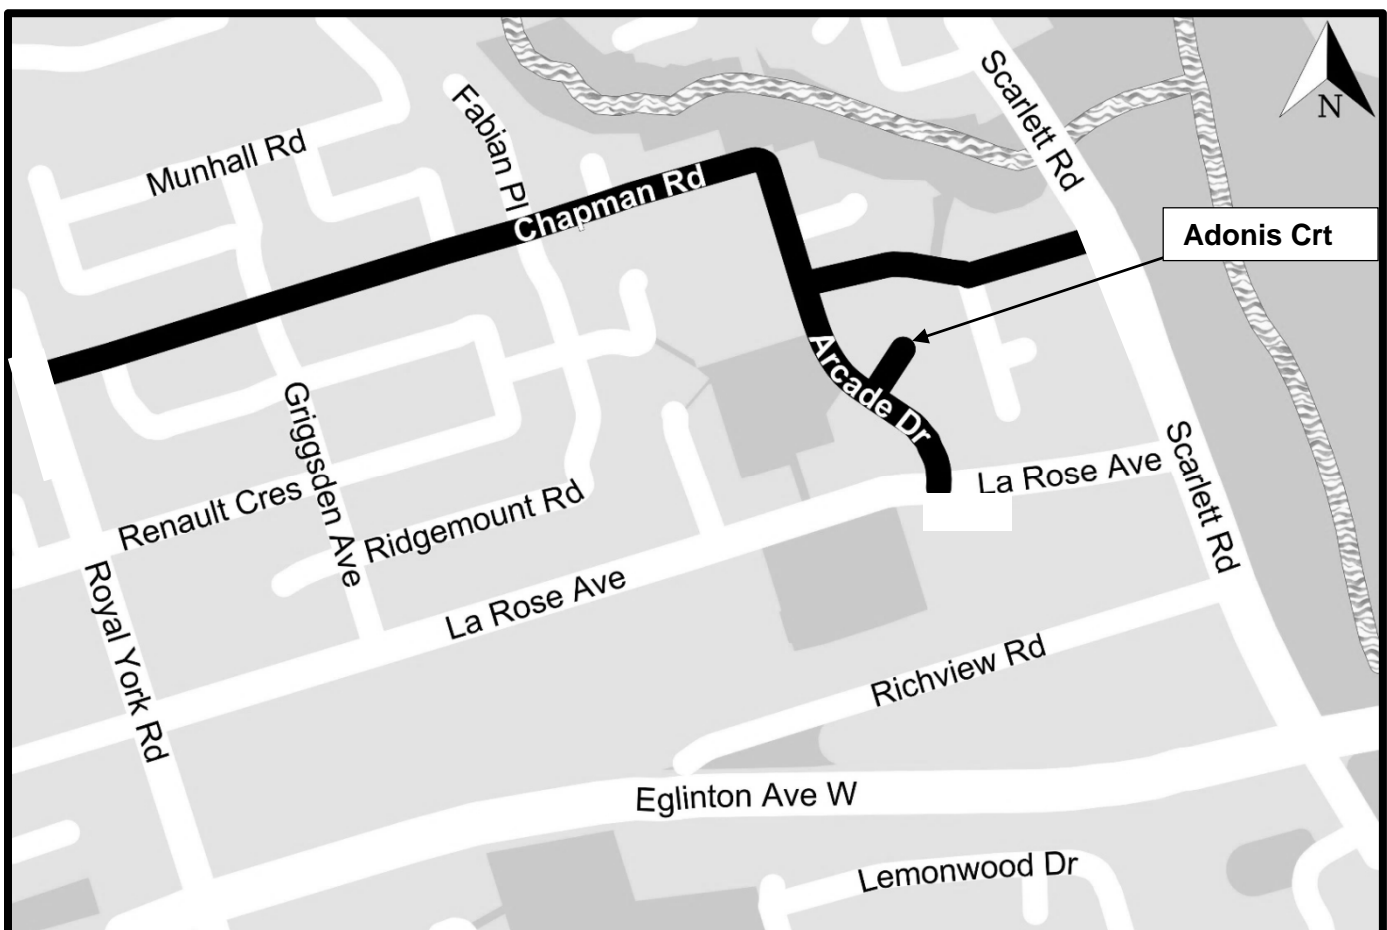 Scarlett Rd
N
Fabian Pl
Munhall Rd
Chapman Rd
Adonis Crt
Arcade Dr
Griggsden Ave
La Rose Ave
Scarlett Rd
Renault Cres
Ridgemount Rd
Royal York Rd
La Rose Ave
Richview Rd
Eglinton Ave W
Lemonwood Dr